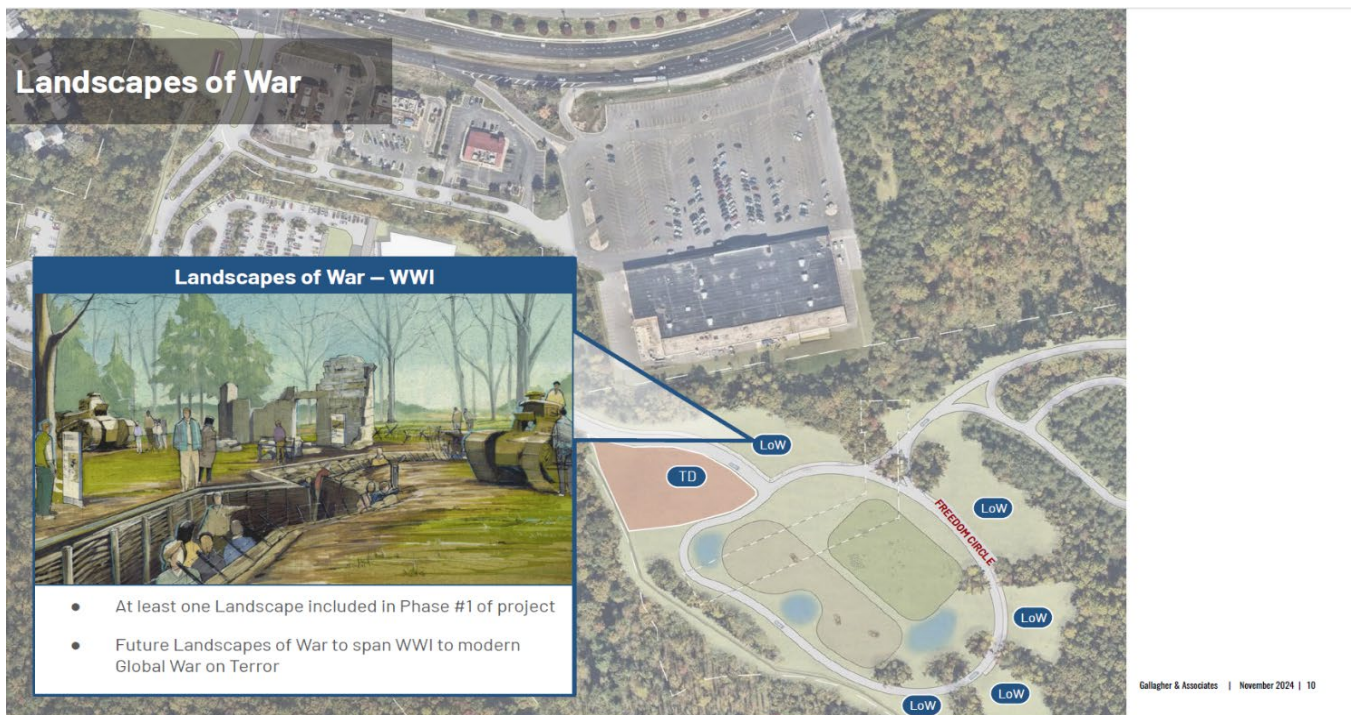 Landscapes of War
Landscapes of War — WWI
● At least one Landscape included in Phase #1 of project
● Future Landscapes of War to span WWI to modern
Global War on Terror
LoW
TD
LoW
FREEDOM CIRCLE
LoW
LoW
LoW
Gallagher & Associates | November 2024 | 10